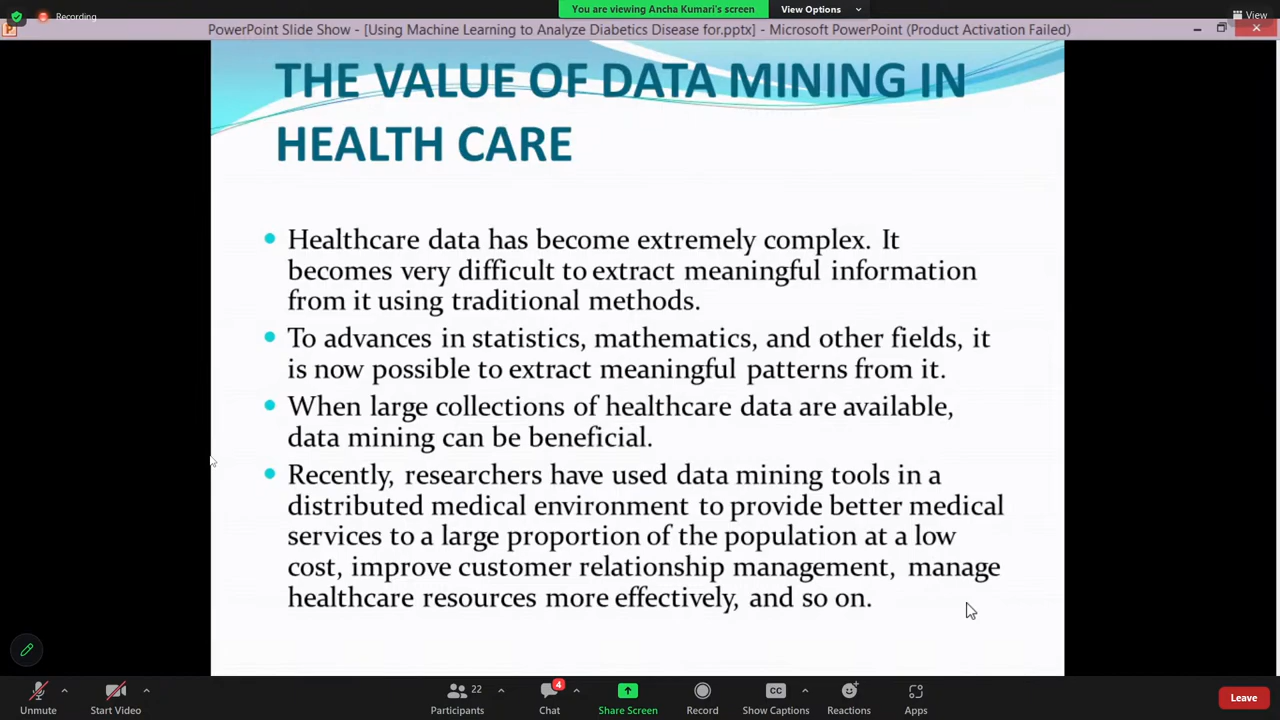 Recording
You are viewing Ancha Kumari's screen
View Options
View
PowerPoint Slide Show - [Using Machine Learning to Analyze Diabetics Disease for.pptx] - Microsoft PowerPoint (Product Activation Failed)
THE VALUE OF DATA MINING IN
HEALTH CARE
Healthcare data has become extremely complex. It
becomes very difficult to extract meaningful information
from it using traditional methods.
To advances in statistics, mathematics, and other fields, it
is now possible to extract meaningful patterns from it.
When large collections of healthcare data are available,
data mining can be beneficial.
Recently, researchers have used data mining tools in a
distributed medical environment to provide better medical
services to a large proportion of the population at a low
cost, improve customer relationship management, manage
healthcare resources more effectively, and so on.
Unmute
Start Video
22
Participants
4
Chat
Share Screen
Record
CC
Show Captions
Reactions
Apps
Leave